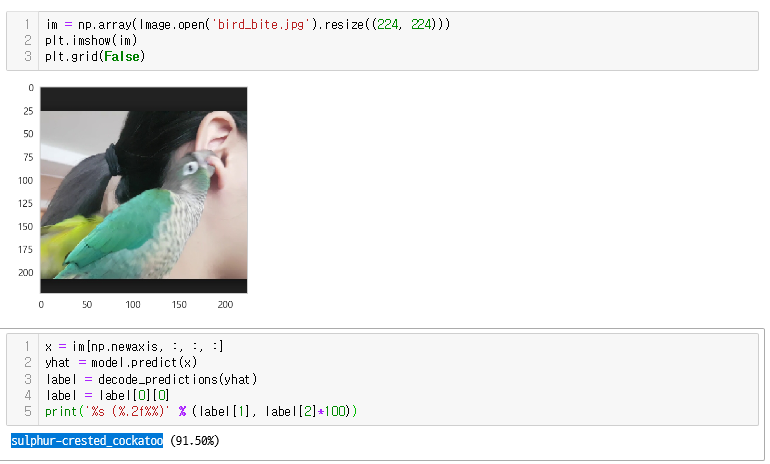 1 im = np.array(Image.open('bird_bite.jpg').resize((224, 224)))
2 plt.imshow(im)
3 plt.grid(False)
0
25
50
75
100
125
150
175
200
0 50 100 150 200
1 x = im[np.newaxis, :, :, :]
2 yhat = model.predict(x)
3 label = decode_predictions(yhat)
4 label = label[0][0]
5 print('%s (%.2f%%)' % (label[1], label[2]*100))
sulphur-crested_cockatoo (91.50%)